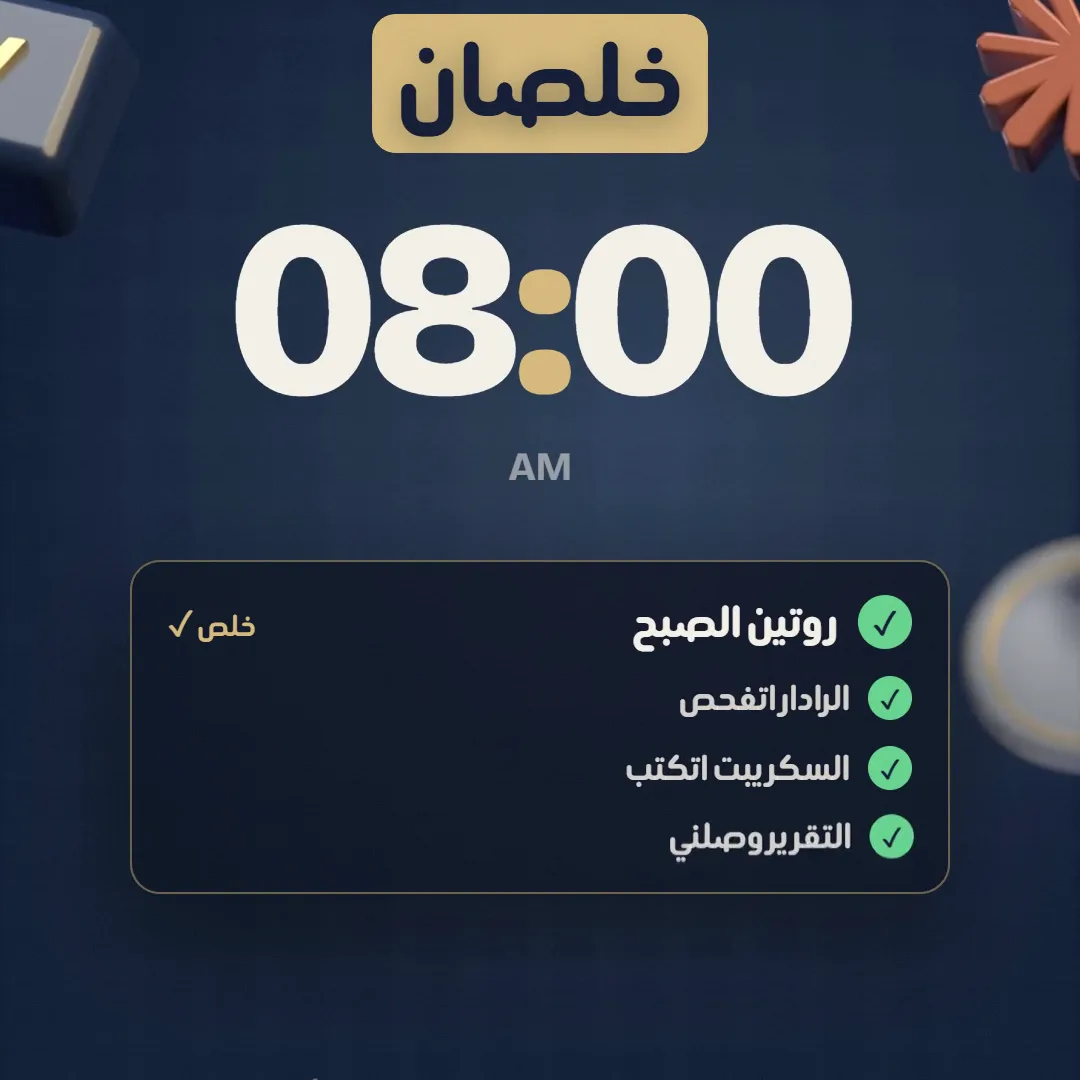 خلصان
08:00
AM
روتين الصبح خلص ✓
الرادار اتفحص
السكريبت اتكتب
التقرير وصلني